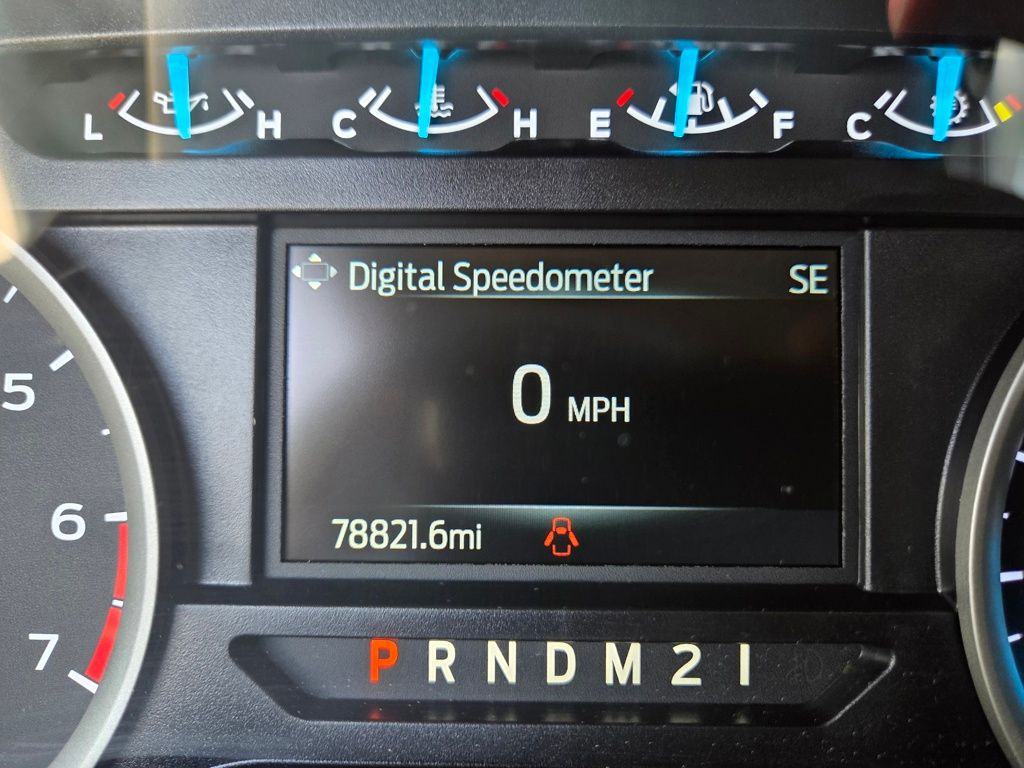 L H C H E F C
Digital Speedometer SE
0 MPH
5
6
78821.6mi
7
P R N D M 2 1